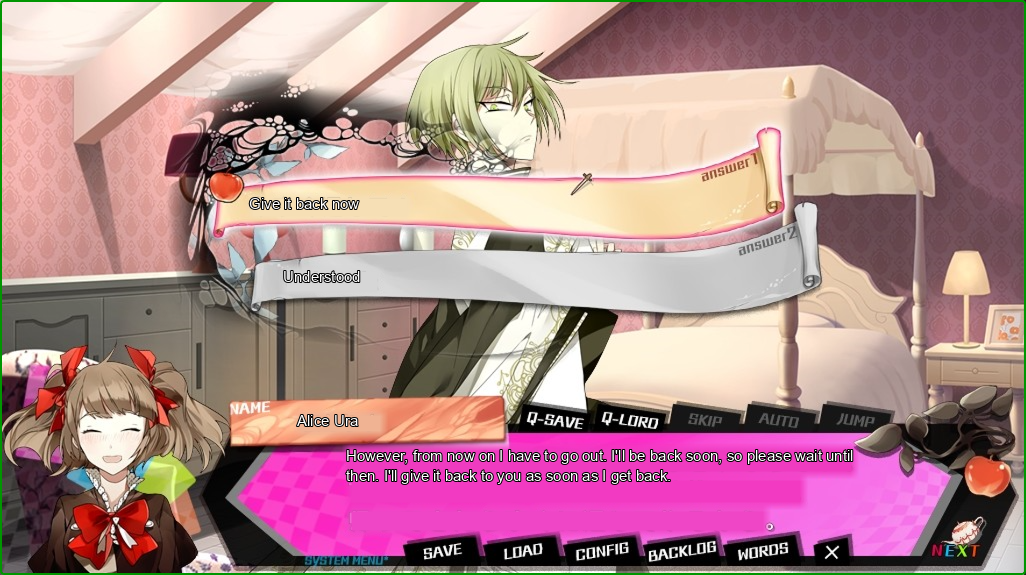 answer1
Give it back now
answer2
Understood
NAME
Alice Ura
Q-SAVE
Q-LORD
SKIP
AUTO
JUMP
However, from now on I have to go out. I'll be back soon, so please wait until
then. I'll give it back to you as soon as I get back.
SYSTEM MENU*
SAVE
LOAD
CONFIG
BACKLOG
WORDS
X
NEXT